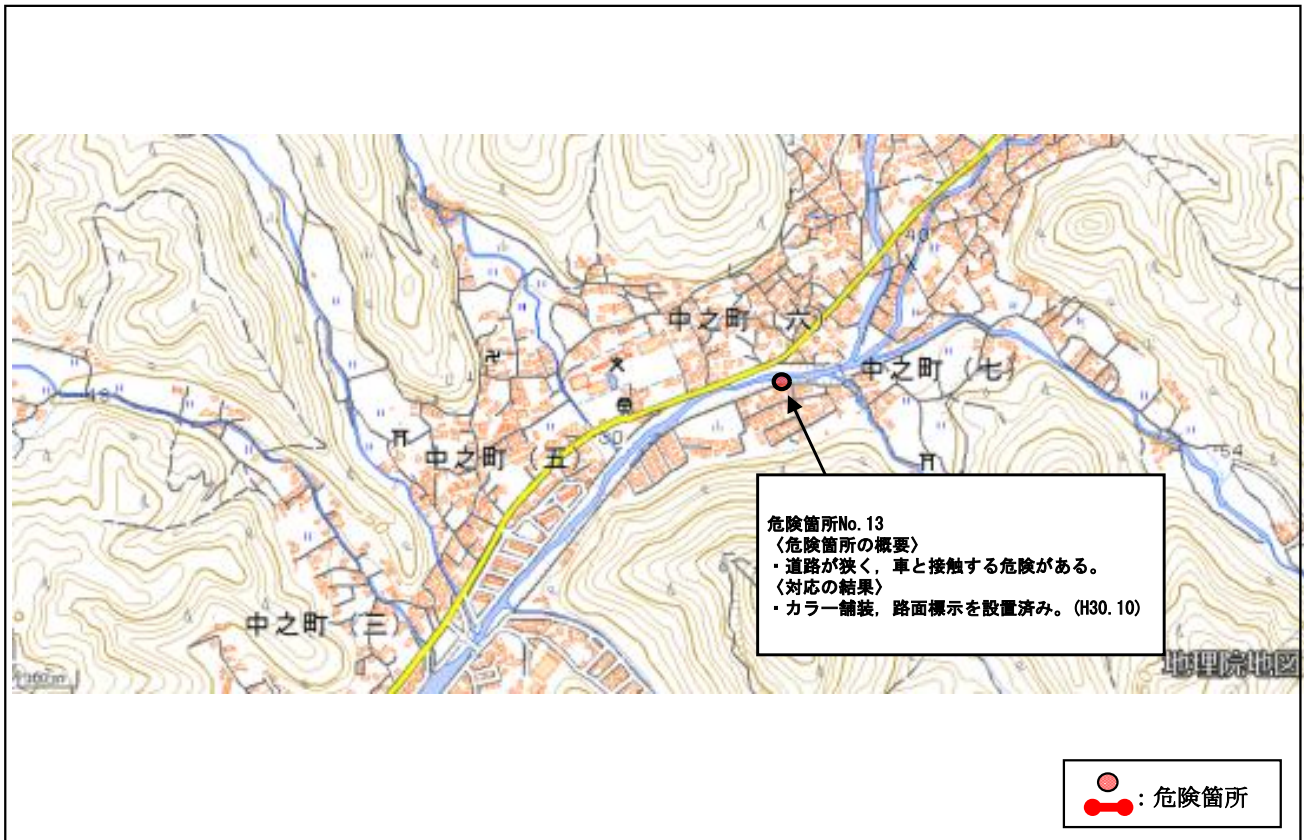 中之町（六）
40
中之町（七）
中之町（五）
30
54
中之町（三）
危険箇所No.13
〈危険箇所の概要〉
・道路が狭く，車と接触する危険がある。
〈対応の結果〉
・カラー舗装，路面標示を設置済み。(H30.10)
地理院地図
：危険箇所